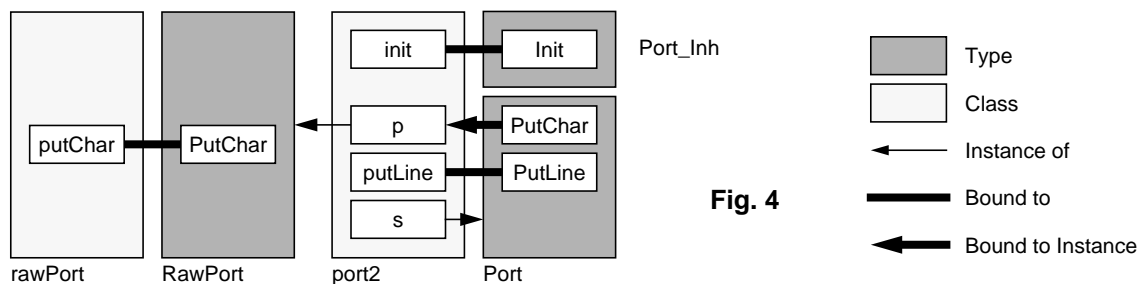 init
Init
Port_Inh
Type
Class
p
PutChar
putChar
PutChar
Instance of
putLine
PutLine
Fig. 4
Bound to
s
Bound to Instance
rawPort
RawPort
port2
Port